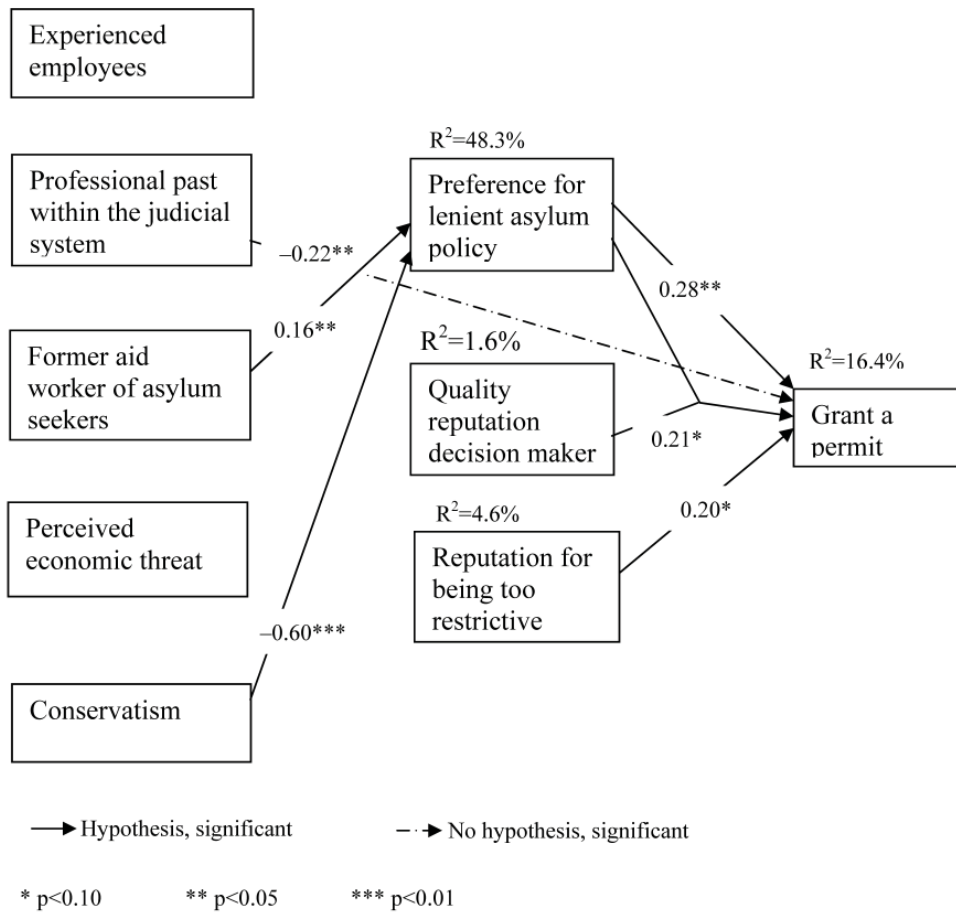 Experienced
employees
Professional past
within the judicial
system
Former aid
worker of asylum
seekers
Perceived
economic threat
Conservatism
–0.22**
0.16**
–0.60***
R²=48.3%
Preference for
lenient asylum
policy
R²=1.6%
Quality
reputation
decision maker
R²=4.6%
Reputation for
being too
restrictive
0.28**
0.21*
0.20*
R²=16.4%
Grant a
permit
Hypothesis, significant
No hypothesis, significant
* p<0.10 ** p<0.05 *** p<0.01